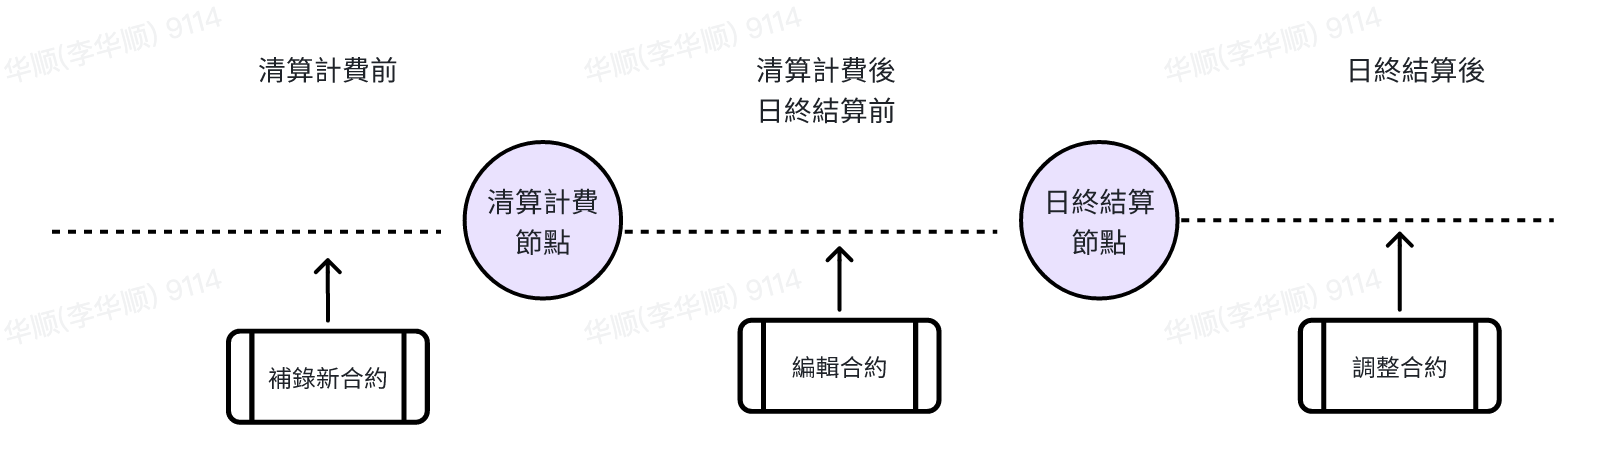 华顺(李华顺) 9114
华顺(李华顺) 9114
华顺(李华顺) 9114
清算計費前
清算計費後
日終結算前
日終結算後
清算計費
節點
日終結算
節點
华顺(李华顺) 9114
华顺(李华顺) 9114
华顺(李华顺) 9114
補錄新合約
編輯合約
調整合約